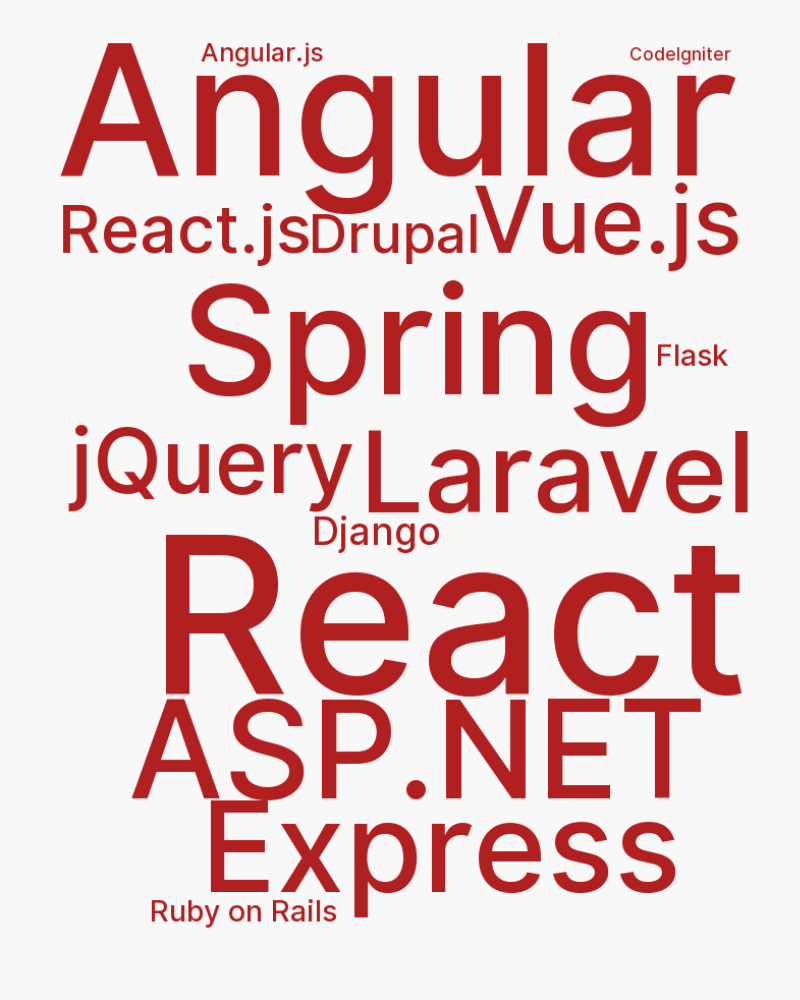 Angular.js
CodeIgniter
Angular
React.js
Drupal
Vue.js
Spring
Flask
jQuery
Laravel
Django
React
ASP.NET
Express
Ruby on Rails